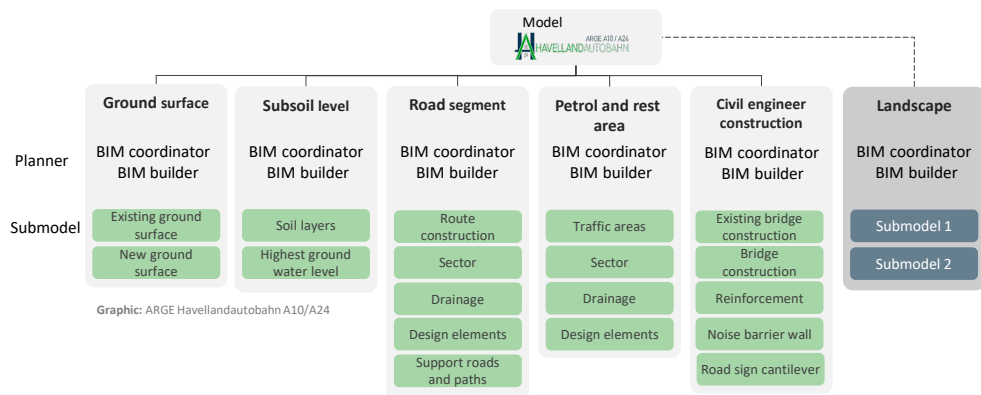 Model
ARGE A10 / A24
HAVELLANDAUTOBAHN
Ground surface
Subsoil level
Road segment
Petrol and rest
area
Civil engineer
construction
Landscape
Planner
BIM coordinator
BIM builder
BIM coordinator
BIM builder
BIM coordinator
BIM builder
BIM coordinator
BIM builder
BIM coordinator
BIM builder
BIM coordinator
BIM builder
Submodel
Existing ground
surface
New ground
surface
Soil layers
Highest ground
water level
Route
construction
Sector
Drainage
Design elements
Support roads
and paths
Traffic areas
Sector
Drainage
Design elements
Existing bridge
construction
Bridge
construction
Reinforcement
Noise barrier wall
Road sign cantilever
Submodel 1
Submodel 2
Graphic: ARGE Havellandautobahn A10/A24